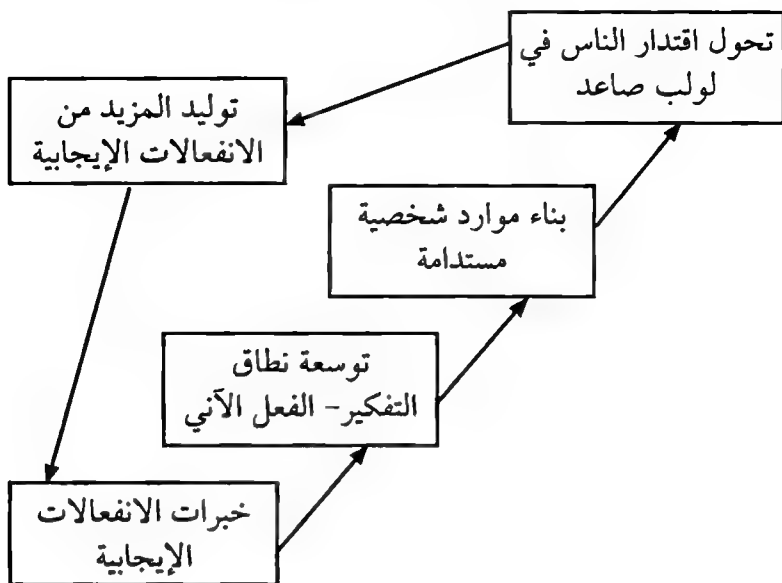 تحول اقتدار الناس في
لولب صاعد
توليد المزيد من
الانفعالات الإيجابية
بناء موارد شخصية
مستدامة
توسعة نطاق
التفكير- الفعل الآني
خبرات الانفعالات
الإيجابية